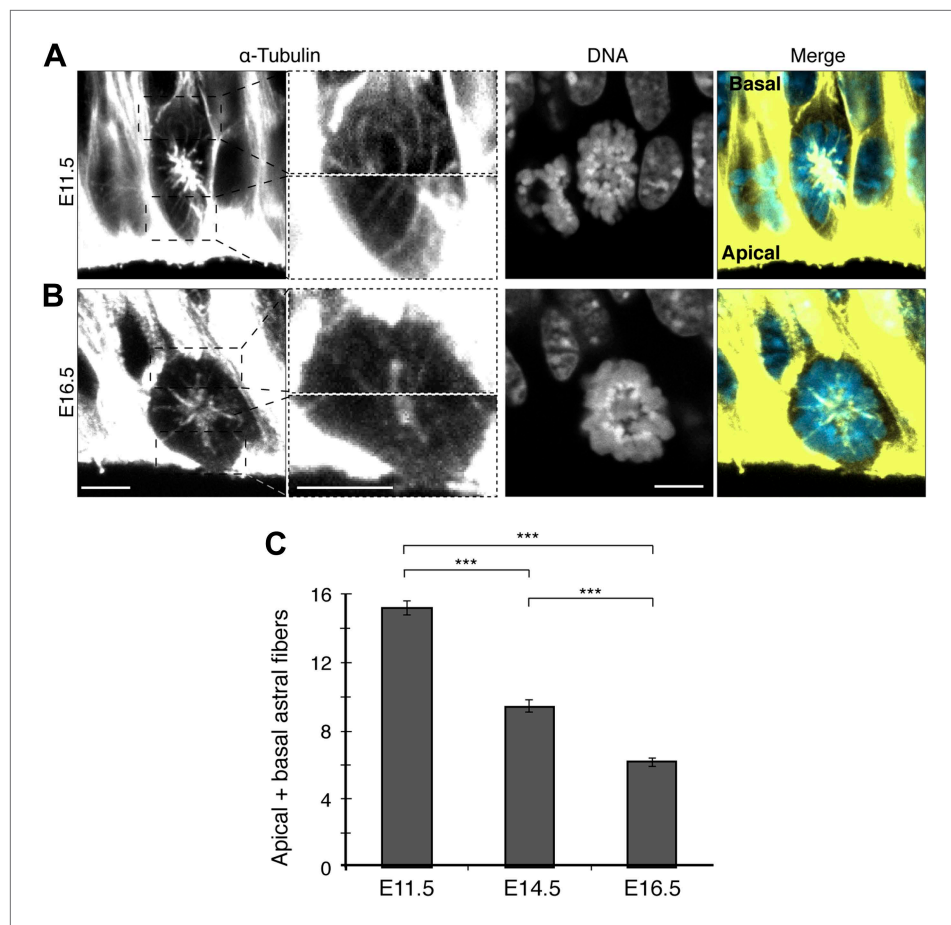 A
α-Tubulin
DNA
Merge
E11.5
Basal
Apical
B
E16.5
C
***
***
***
Apical + basal astral fibers
16
12
8
4
0
E11.5
E14.5
E16.5